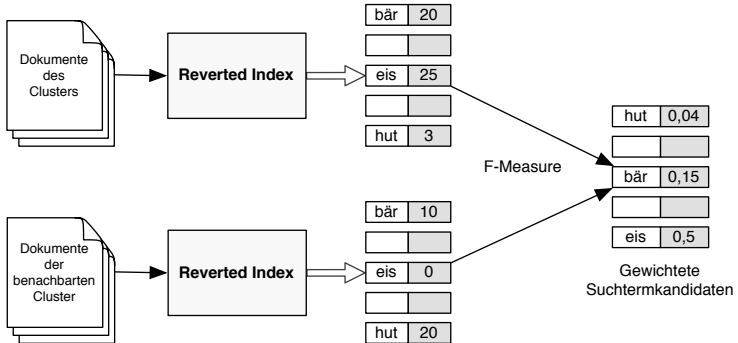 Dokumente
des
Clusters
Reverted Index
bär 20
eis 25
hut 3
Dokumente
der
benachbarten
Cluster
Reverted Index
bär 10
eis 0
hut 20
F-Measure
hut 0,04
bär 0,15
eis 0,5
Gewichtete
Suchtermkandidaten